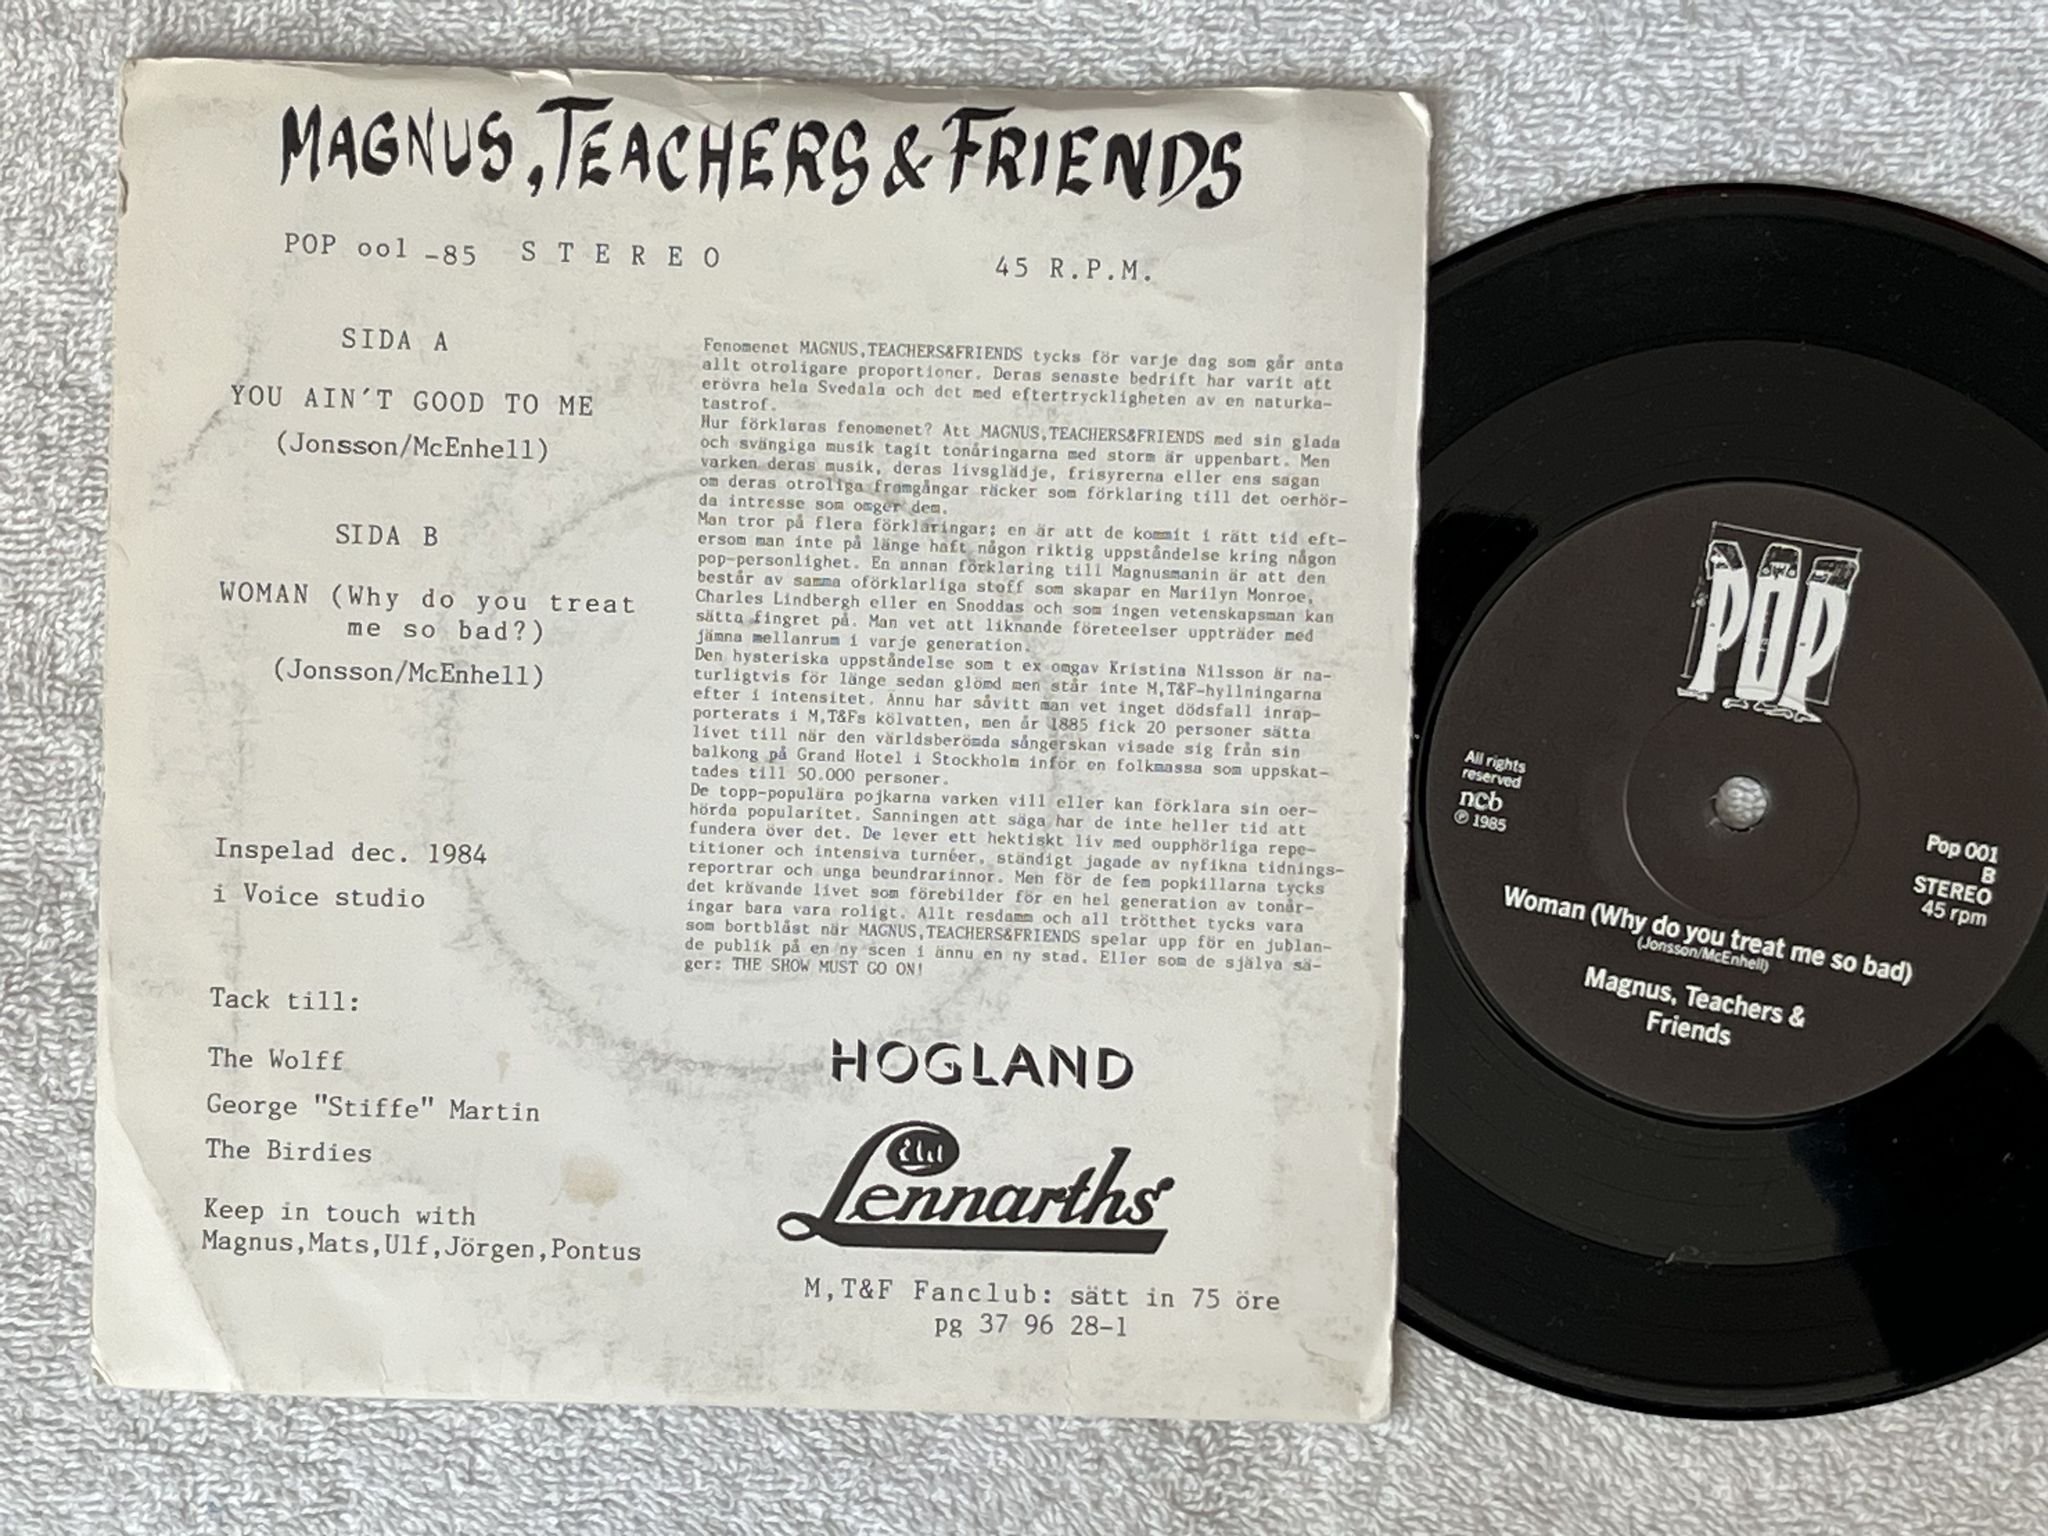 MAGNUS, TEACHERS & FRIENDS
POP oo1 -85 S T E R E O
45 R.P.M.
SIDA A
YOU AIN'T GOOD TO ME
(Jonsson/McEnhell)
SIDA B
WOMAN (Why do you treat
me so bad?)
(Jonsson/McEnhell)
Inspelad dec. 1984
i Voice studio
Tack till:
The Wolff
George "Stiffe" Martin
The Birdies
Keep in touch with
Magnus,Mats,Ulf,Jörgen,Pontus
Fenomenet MAGNUS,TEACHERS&FRIENDS tycks för varje dag som går anta
allt otroligare proportioner. Deras senaste bedrift har varit att
erövra hela Svedala och det med eftertryckligheten av en naturka-
tastrof.
Hur förklaras fenomenet? Att MAGNUS,TEACHERS&FRIENDS med sin glada
och svängiga musik tagit tonåringarna med storm är uppenbart. Men
varken deras musik, deras livsglädje, frisyrerna eller ens sagan
om deras otroliga framgångar räcker som förklaring till det oerhör-
da intresse som omger dem.
Man tror på flera förklaringar; en är att de kommit i rätt tid eft-
ersom man inte på länge haft någon riktig uppståndelse kring någon
pop-personlighet. En annan förklaring till Magnusmanin är att den
består av samma oförklarliga stoff som skapar en Marilyn Monroe,
Charles Lindbergh eller en Snoddas och som ingen vetenskapsman kan
sätta fingret på. Man vet att liknande företeelser uppträder med
jämna mellanrum i varje generation.
Den hysteriska uppståndelse som t ex omgav Kristina Nilsson är na-
turligtvis för länge sedan glömd men står inte M,T&F-hyllningarna
efter i intensitet. Annu har såvitt man vet inget dödsfall inrap-
porterats i M,T&Fs kölvatten, men år 1885 fick 20 personer sätta
livet till när den världsberömda sångerskan visade sig från sin
balkong på Grand Hotel i Stockholm inför en folkmassa som uppskat-
tades till 50.000 personer.
De topp-populära pojkarna varken vill eller kan förklara sin oer-
hörda popularitet. Sanningen att säga har de inte heller tid att
fundera över det. De lever ett hektiskt liv med oupphörliga repe-
titioner och intensiva turnéer, ständigt jagade av nyfikna tidnings-
reportrar och unga beundrarinnor. Men för de fem popkillarna tycks
det krävande livet som förebilder för en hel generation av tonår-
ingar bara vara roligt. Allt resdamm och all trötthet tycks vara
som bortblåst när MAGNUS,TEACHERS&FRIENDS spelar upp för en jublan-
de publik på en ny scen i ännu en ny stad. Eller som de själva sä-
ger: THE SHOW MUST GO ON!
HOGLAND
Lennarths
M,T&F Fanclub: sätt in 75 öre
pg 37 96 28-1
POP
All rights
reserved
ncb
℗ 1985
Pop 001
B
STEREO
45 rpm
Woman (Why do you treat me so bad)
(Jonsson/McEnhell)
Magnus, Teachers &
Friends